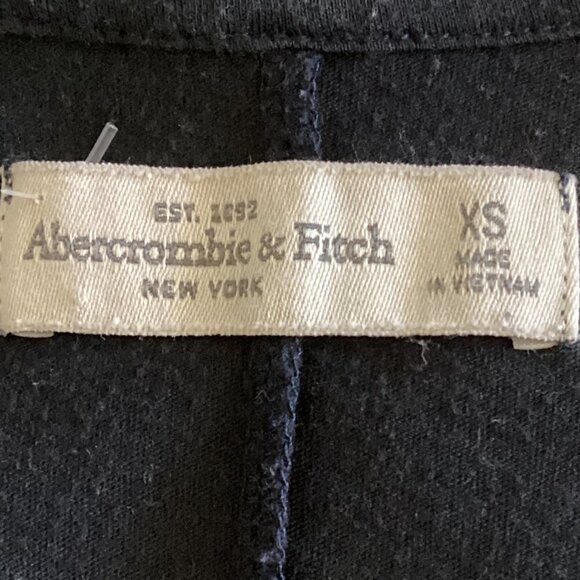 EST. 1892
Abercrombie & Fitch
NEW YORK
XS
MADE
IN VIETNAM